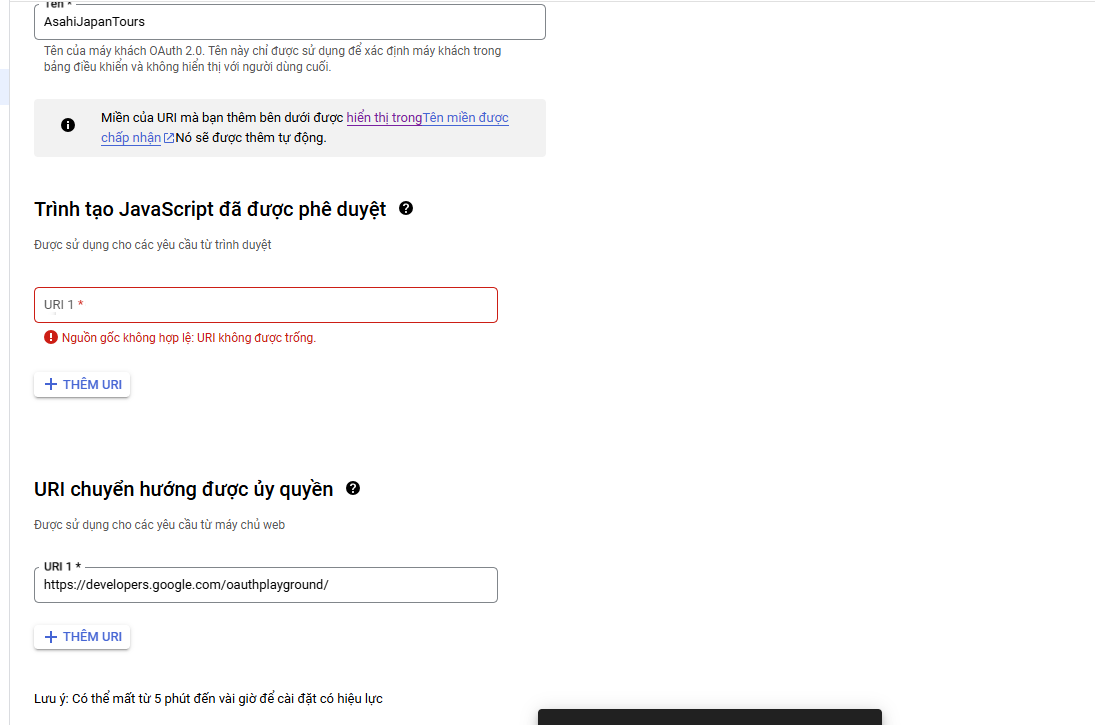 Tên *
AsahiJapanTours
Tên của máy khách OAuth 2.0. Tên này chỉ được sử dụng để xác định máy khách trong
bảng điều khiển và không hiển thị với người dùng cuối.
Miền của URI mà bạn thêm bên dưới được hiển thị trongTên miền được
chấp nhận Nó sẽ được thêm tự động.
Trình tạo JavaScript đã được phê duyệt
Được sử dụng cho các yêu cầu từ trình duyệt
URI 1 *
Nguồn gốc không hợp lệ: URI không được trống.
+ THÊM URI
URI chuyển hướng được ủy quyền
Được sử dụng cho các yêu cầu từ máy chủ web
URI 1 *
https://developers.google.com/oauthplayground/
+ THÊM URI
Lưu ý: Có thể mất từ 5 phút đến vài giờ để cài đặt có hiệu lực